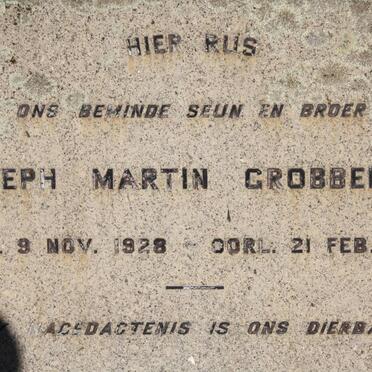 HIER RUS
ONS BEMINDE SEUN EN BROER
EPH MARTIN GROBBE
. 9 NOV. 1928 - OORL. 21 FEB.
NAGEDAGTENIS IS ONS DIERBA